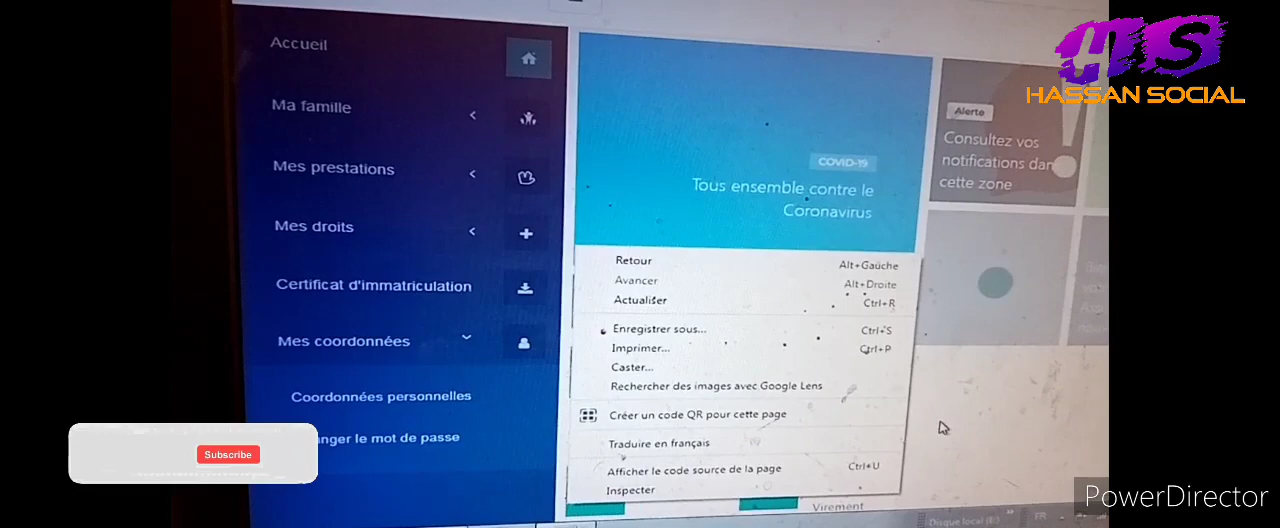 Accueil
Ma famille
Mes prestations
Mes droits
Certificat d'immatriculation
Mes coordonnées
Coordonnées personnelles
nger le mot de passe
Subscribe
COVID-19
Tous ensemble contre le
Coronavirus
Alerte
Consultez vos
notifications dan
cette zone
HS
HASSAN SOCIAL
Retour Alt+Gauche
Avancer Alt+Droite
Actualiser Ctrl+R
Enregistrer sous... Ctrl+S
Imprimer... Ctrl+P
Caster...
Rechercher des images avec Google Lens
Créer un code QR pour cette page
Traduire en français
Afficher le code source de la page Ctrl+U
Inspecter
Virement
Disque local (E:)
FR
PowerDirector